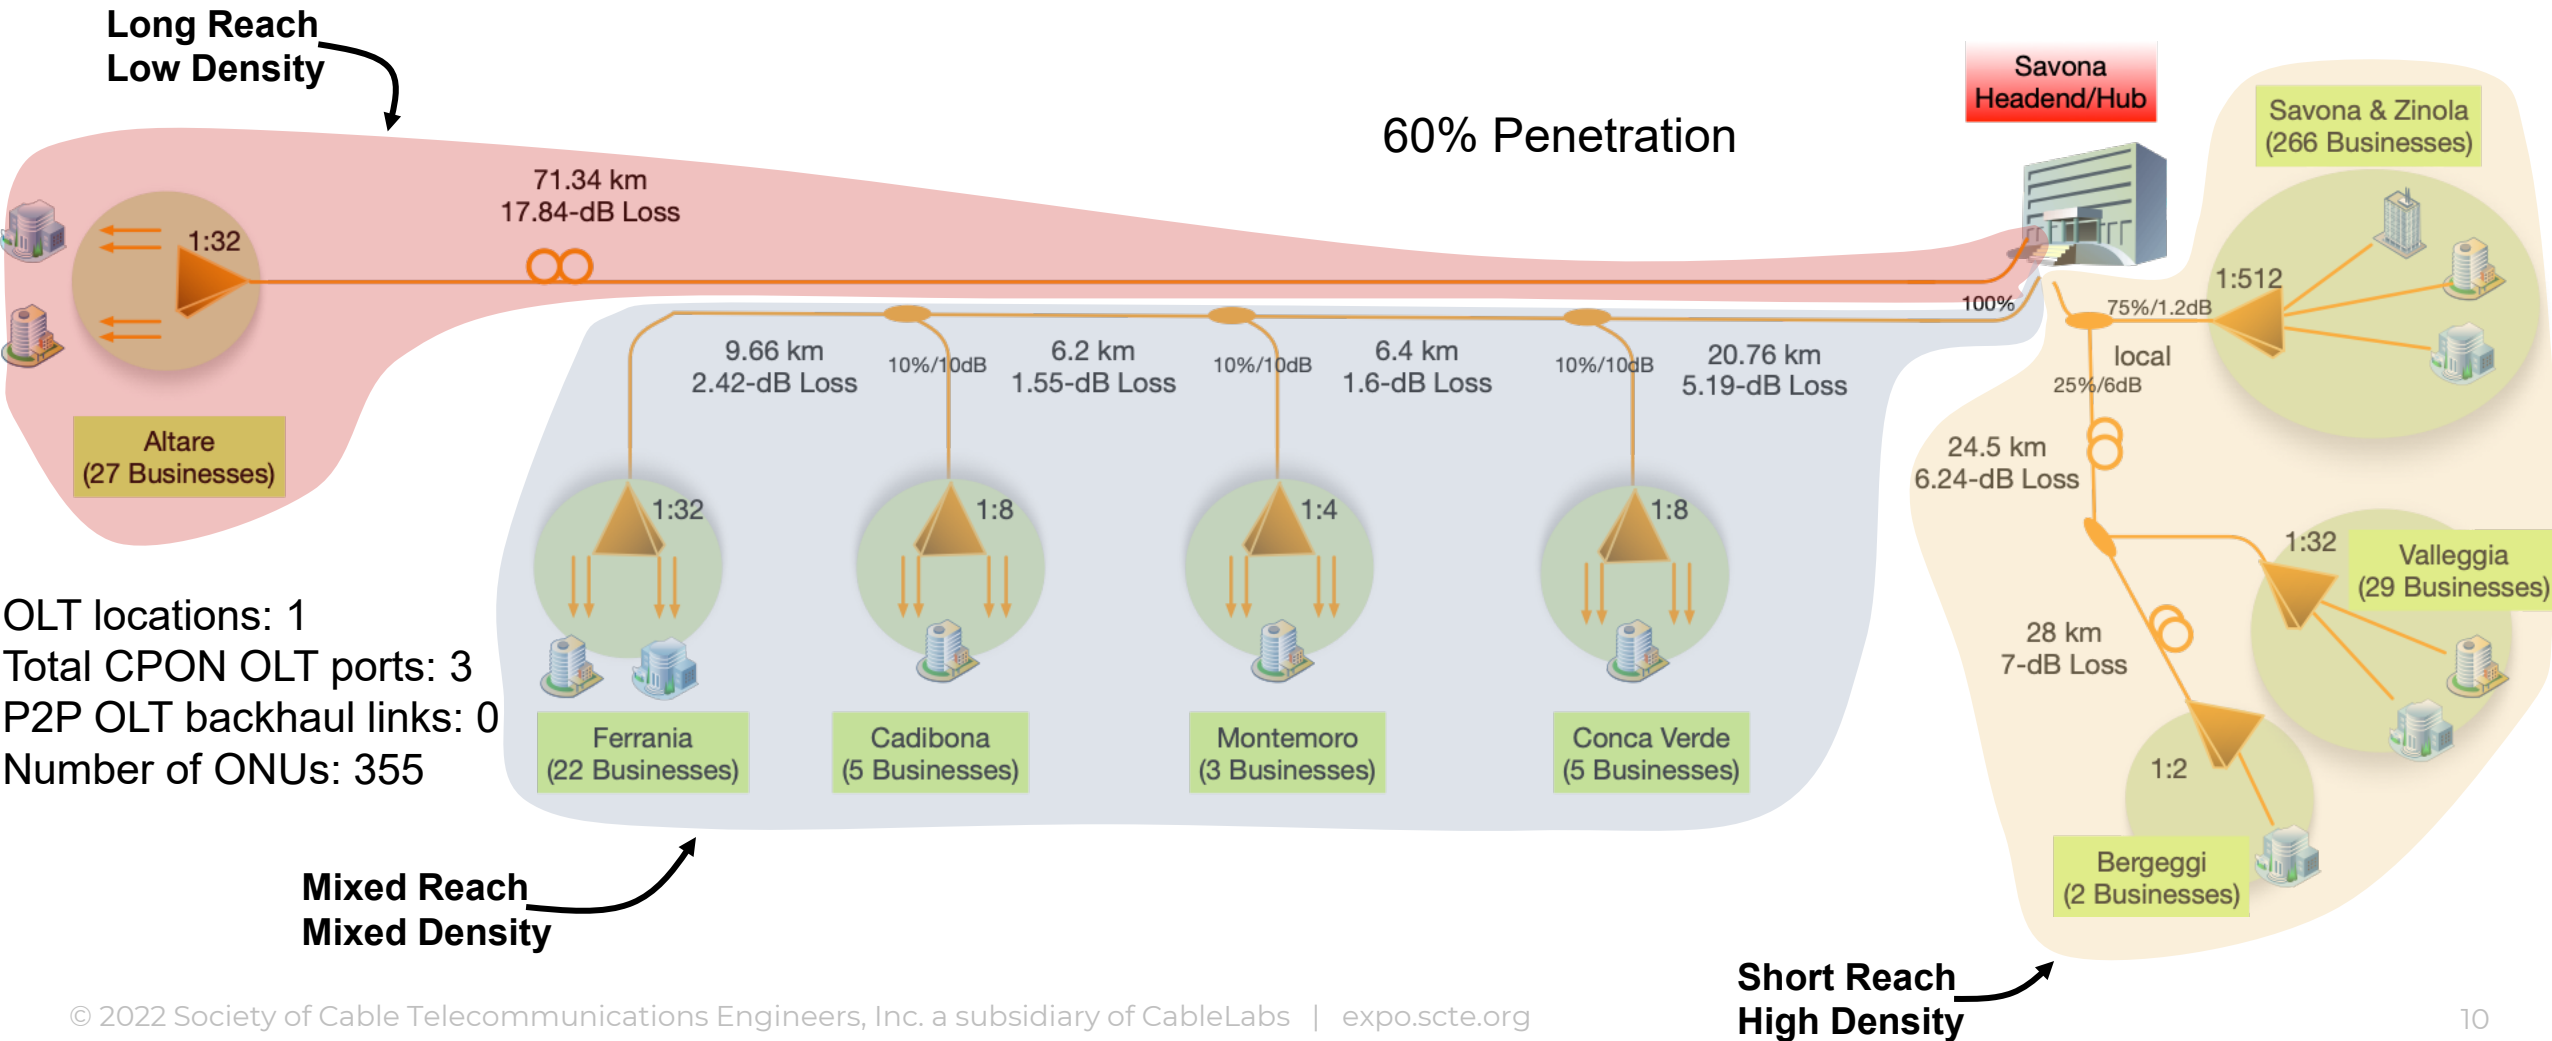 Long Reach
Low Density
71.34 km
17.84-dB Loss
60% Penetration
Savona
Headend/Hub
Savona & Zinola
(266 Businesses)
1:32
Altare
(27 Businesses)
100%
75%/1.2dB
1:512
local
25%/6dB
9.66 km
2.42-dB Loss
10%/10dB
6.2 km
1.55-dB Loss
10%/10dB
6.4 km
1.6-dB Loss
10%/10dB
20.76 km
5.19-dB Loss
24.5 km
6.24-dB Loss
1:32
1:8
1:4
1:8
1:32
Valleggia
(29 Businesses)
28 km
7-dB Loss
1:2
Bergeggi
(2 Businesses)
Ferrania
(22 Businesses)
Cadibona
(5 Businesses)
Montemoro
(3 Businesses)
Conca Verde
(5 Businesses)
OLT locations: 1
Total CPON OLT ports: 3
P2P OLT backhaul links: 0
Number of ONUs: 355
Mixed Reach
Mixed Density
Short Reach
High Density
© 2022 Society of Cable Telecommunications Engineers, Inc. a subsidiary of CableLabs | expo.scte.org
10